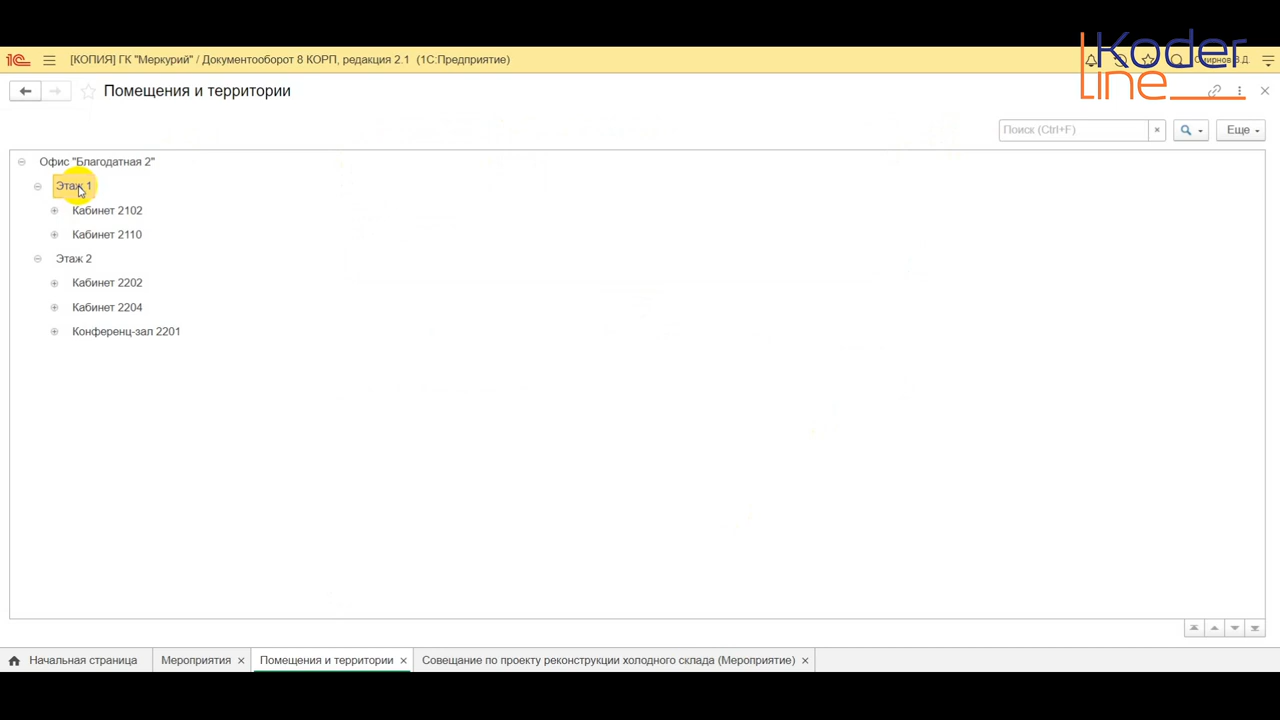 Koder
Line
1С [КОПИЯ] ГК "Меркурий" / Документооборот 8 КОРП, редакция 2.1 (1С:Предприятие) Смирнов В.Д.
Помещения и территории
Поиск (Ctrl+F) × Еще
Офис "Благодатная 2"
Этаж 1
Кабинет 2102
Кабинет 2110
Этаж 2
Кабинет 2202
Кабинет 2204
Конференц-зал 2201
Начальная страница Мероприятия × Помещения и территории × Совещание по проекту реконструкции холодного склада (Мероприятие) ×